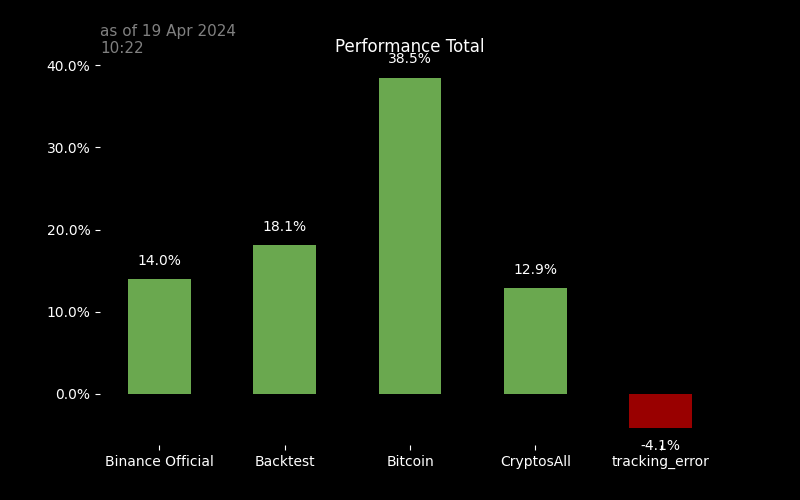 as of 19 Apr 2024
10:22
Performance Total
40.0%
30.0%
20.0%
10.0%
0.0%
14.0%
18.1%
38.5%
12.9%
-4.1%
Binance Official
Backtest
Bitcoin
CryptosAll
tracking_error